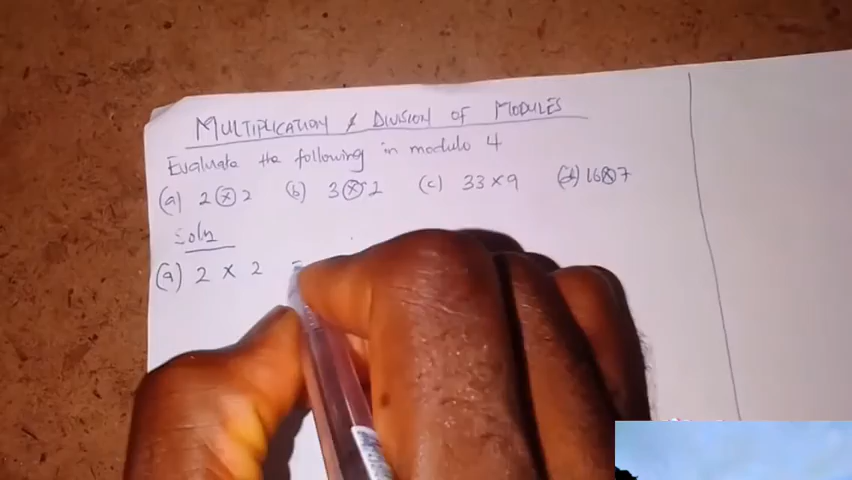 MULTIPLICATION & DIVISION OF MODULES
Evaluate the following in modulo 4
(a) 2 ⊗ 2 (b) 3 ⊗ 2 (c) 33 × 9 (d) 16 ⊗ 7
Soln
(a) 2 × 2 =